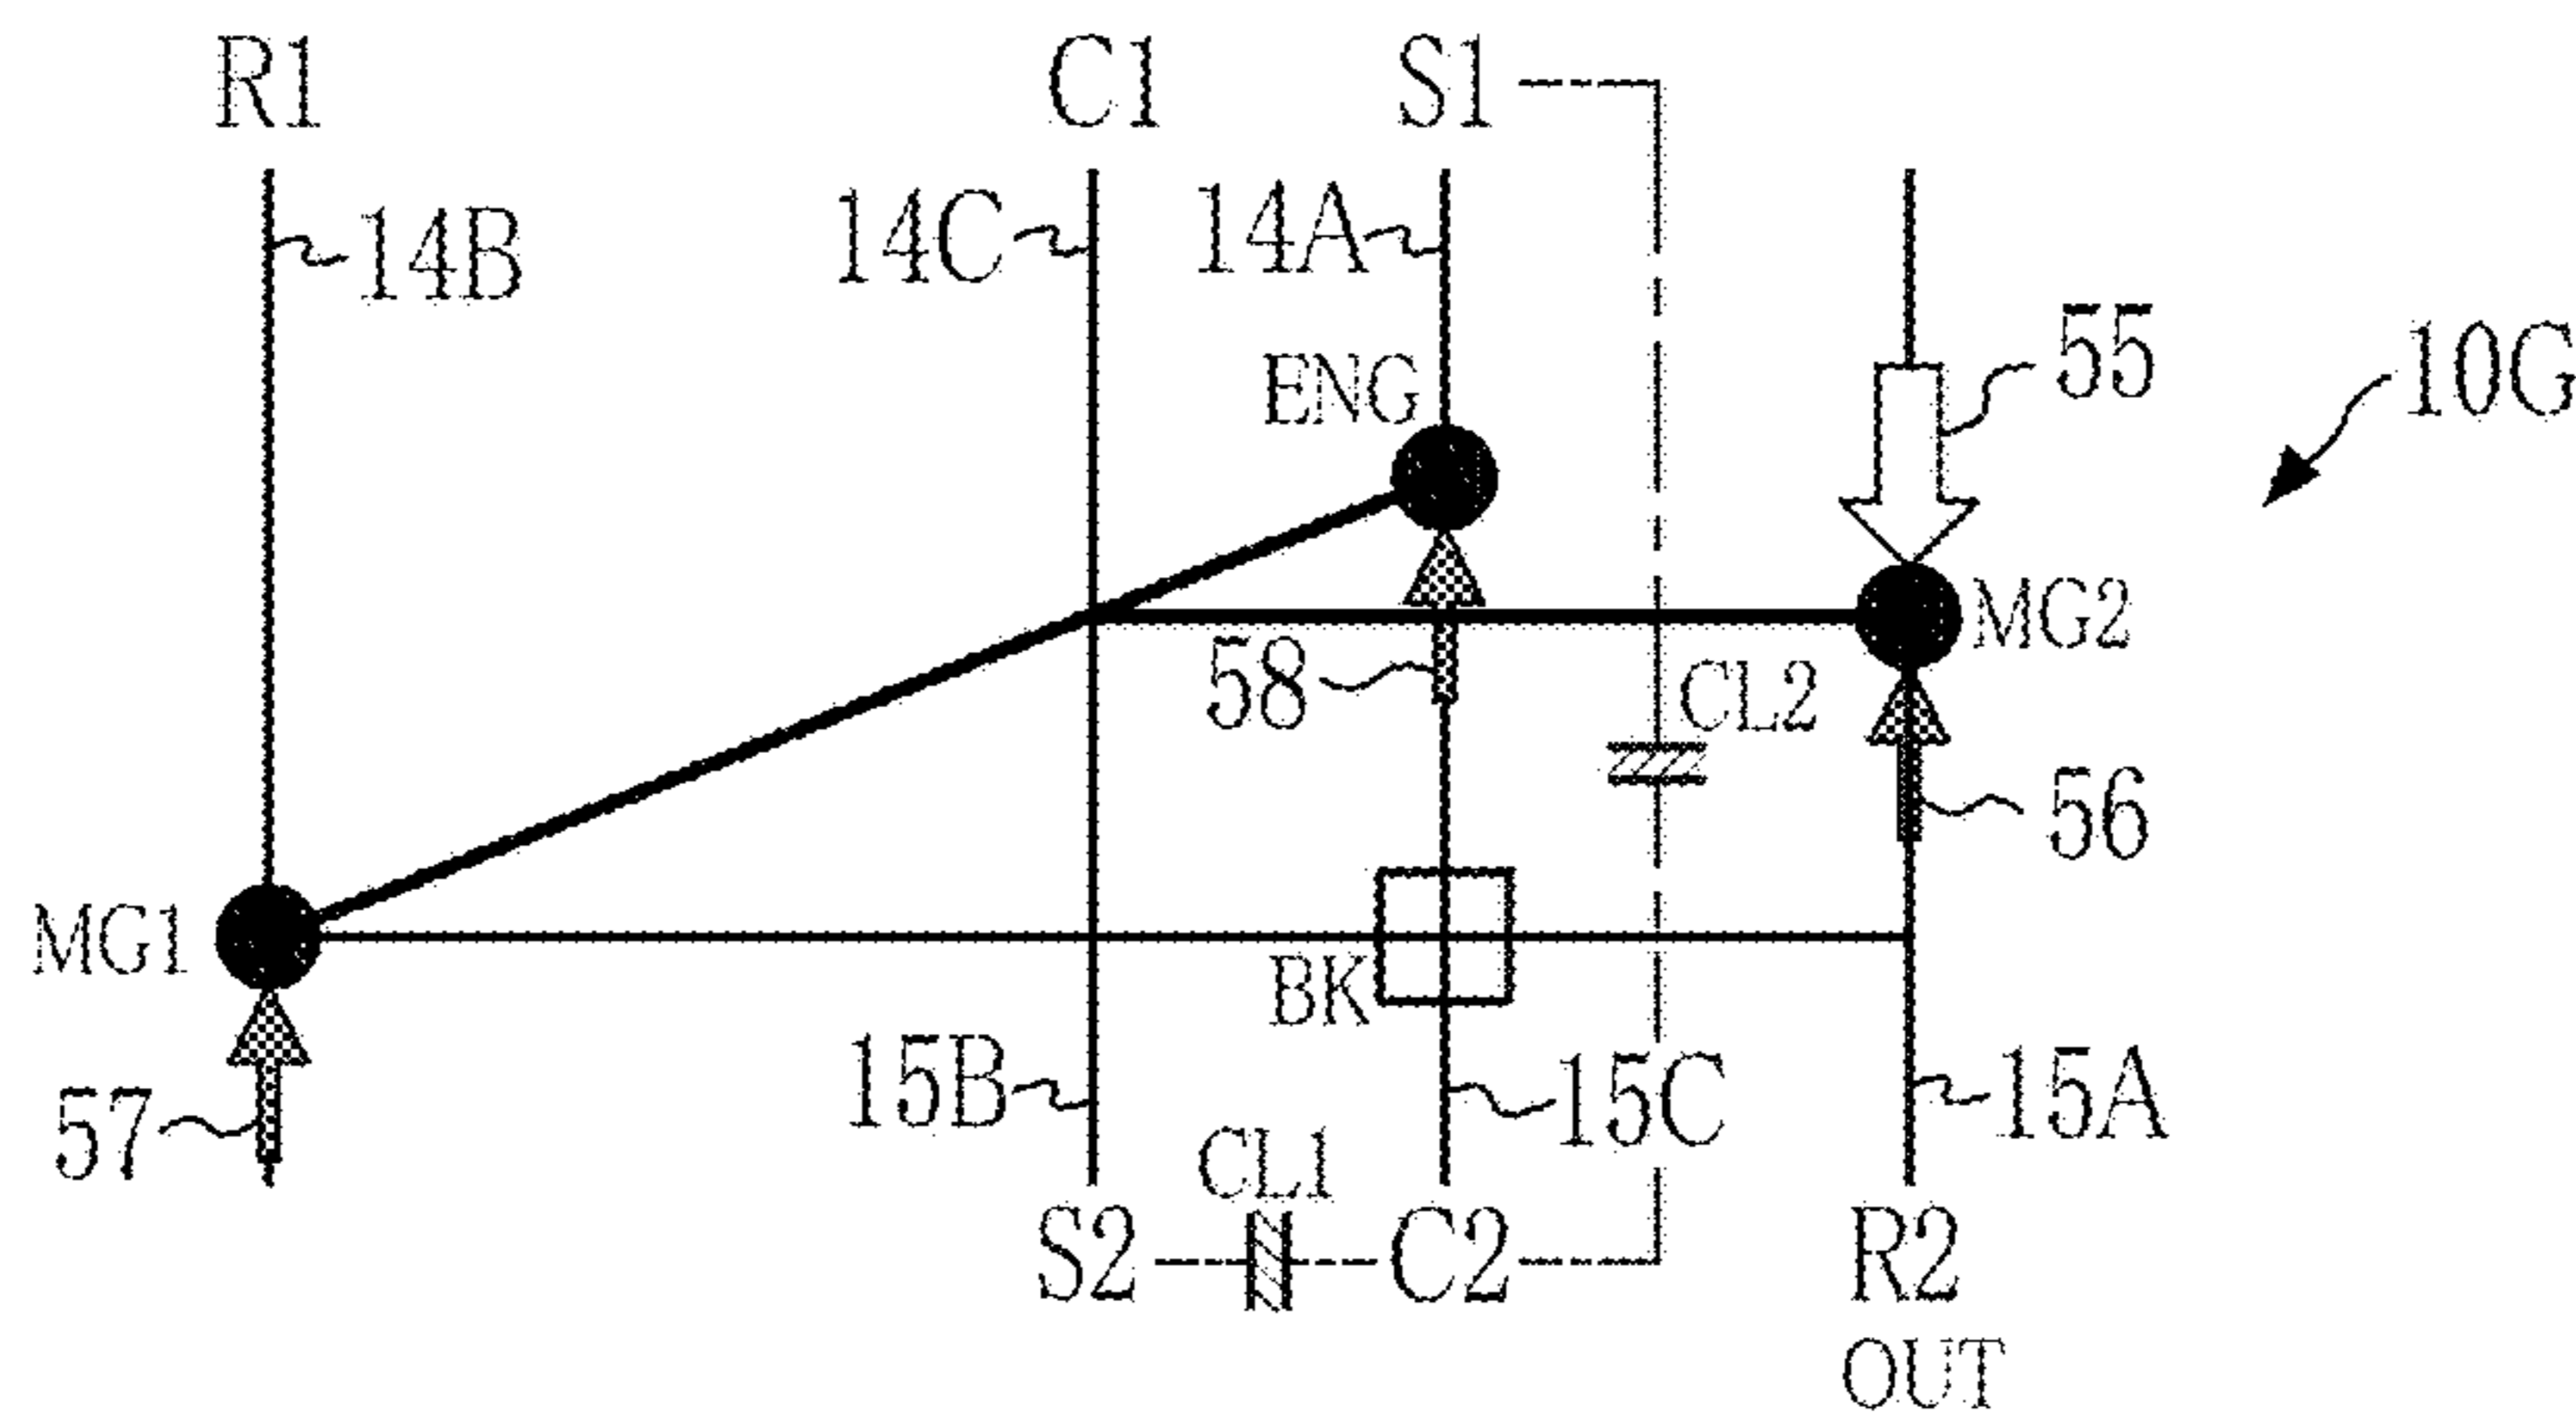 R1 C1 S1
14B 14C 14A
ENG 55 10G
58 MG2
CL2
MG1 56
BK
57 15B 15C 15A
CL1
S2 C2 R2
OUT